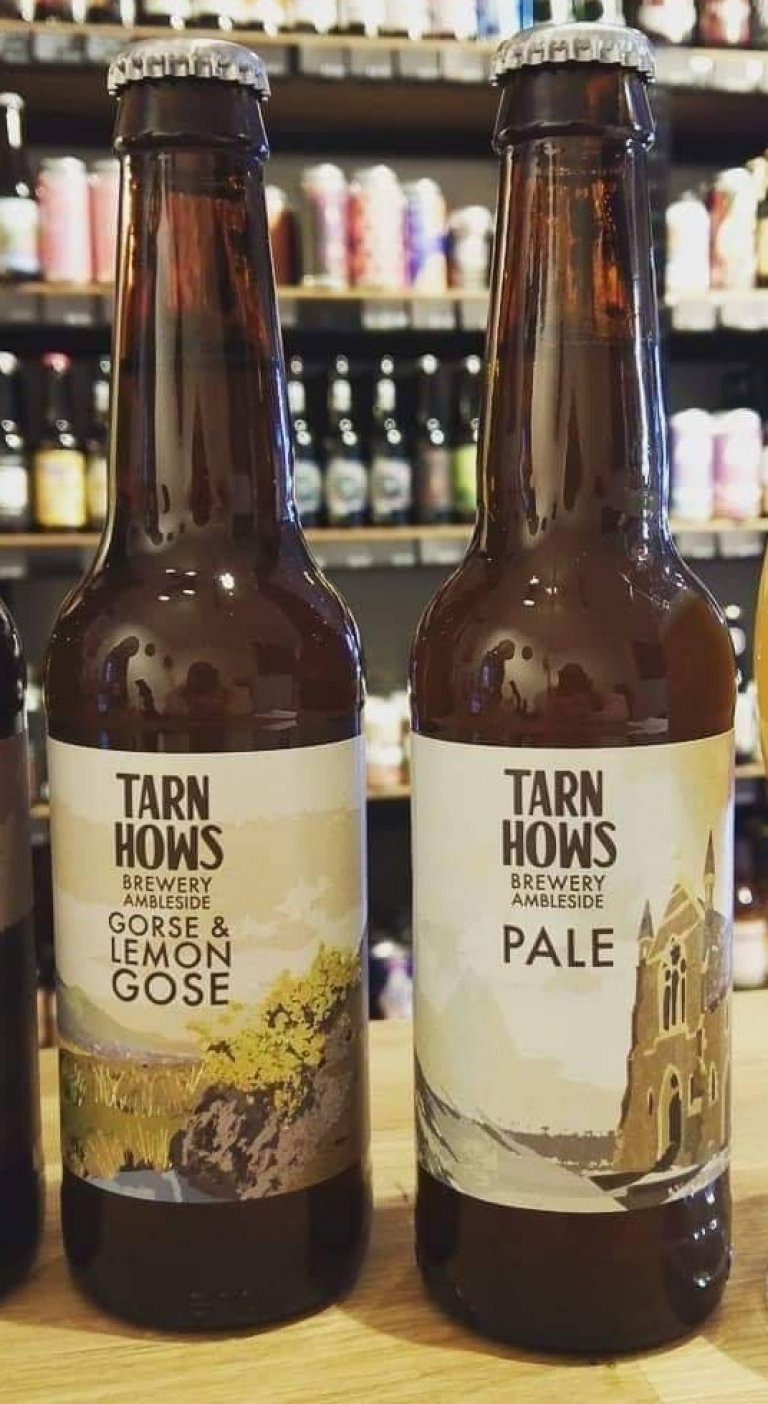 TARN
HOWS
BREWERY
AMBLESIDE
GORSE &
LEMON
GOSE
TARN
HOWS
BREWERY
AMBLESIDE
PALE